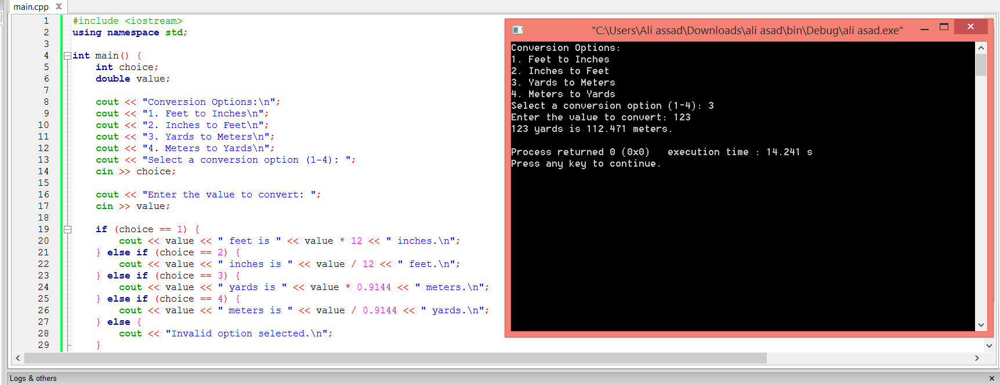 main.cpp X
1 #include <iostream>
2 using namespace std;
3
4 int main() {
5     int choice;
6     double value;
7
8     cout << "Conversion Options:\n";
9     cout << "1. Feet to Inches\n";
10     cout << "2. Inches to Feet\n";
11     cout << "3. Yards to Meters\n";
12     cout << "4. Meters to Yards\n";
13     cout << "Select a conversion option (1-4): ";
14     cin >> choice;
15
16     cout << "Enter the value to convert: ";
17     cin >> value;
18
19     if (choice == 1) {
20         cout << value << " feet is " << value * 12 << " inches.\n";
21     } else if (choice == 2) {
22         cout << value << " inches is " << value / 12 << " feet.\n";
23     } else if (choice == 3) {
24         cout << value << " yards is " << value * 0.9144 << " meters.\n";
25     } else if (choice == 4) {
26         cout << value << " meters is " << value / 0.9144 << " yards.\n";
27     } else {
28         cout << "Invalid option selected.\n";
29     }
"C:\Users\Ali assad\Downloads\ali asad\bin\Debug\ali asad.exe"
Conversion Options:
1. Feet to Inches
2. Inches to Feet
3. Yards to Meters
4. Meters to Yards
Select a conversion option (1-4): 3
Enter the value to convert: 123
123 yards is 112.471 meters.

Process returned 0 (0x0)   execution time : 14.241 s
Press any key to continue.
Logs & others